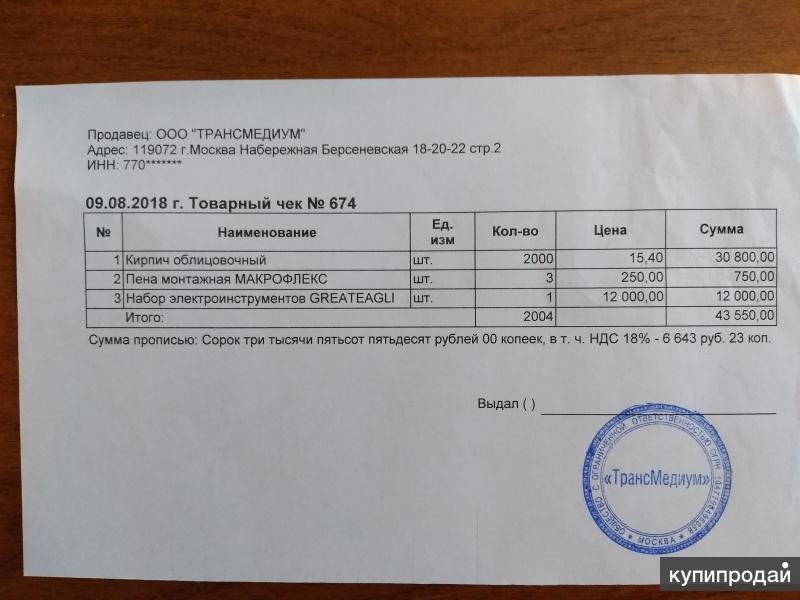 Продавец: ООО "ТРАНСМЕДИУМ"
Адрес: 119072 г.Москва Набережная Берсеневская 18-20-22 стр.2
ИНН: 770*******
09.08.2018 г. Товарный чек № 674
№ Наименование Ед. изм Кол-во Цена Сумма
1 Кирпич облицовочный шт. 2000 15,40 30 800,00
2 Пена монтажная МАКРОФЛЕКС шт. 3 250,00 750,00
3 Набор электроинструментов GREATEAGLI шт. 1 12 000,00 12 000,00
Итого: 2004 43 550,00
Сумма прописью: Сорок три тысячи пятьсот пятьдесят рублей 00 копеек, в т. ч. НДС 18% - 6 643 руб. 23 коп.
Выдал ( )
ОБЩЕСТВО С ОГРАНИЧЕННОЙ ОТВЕТСТВЕННОСТЬЮ ОГРН
«ТрансМедиум»
* МОСКВА *
купипродай